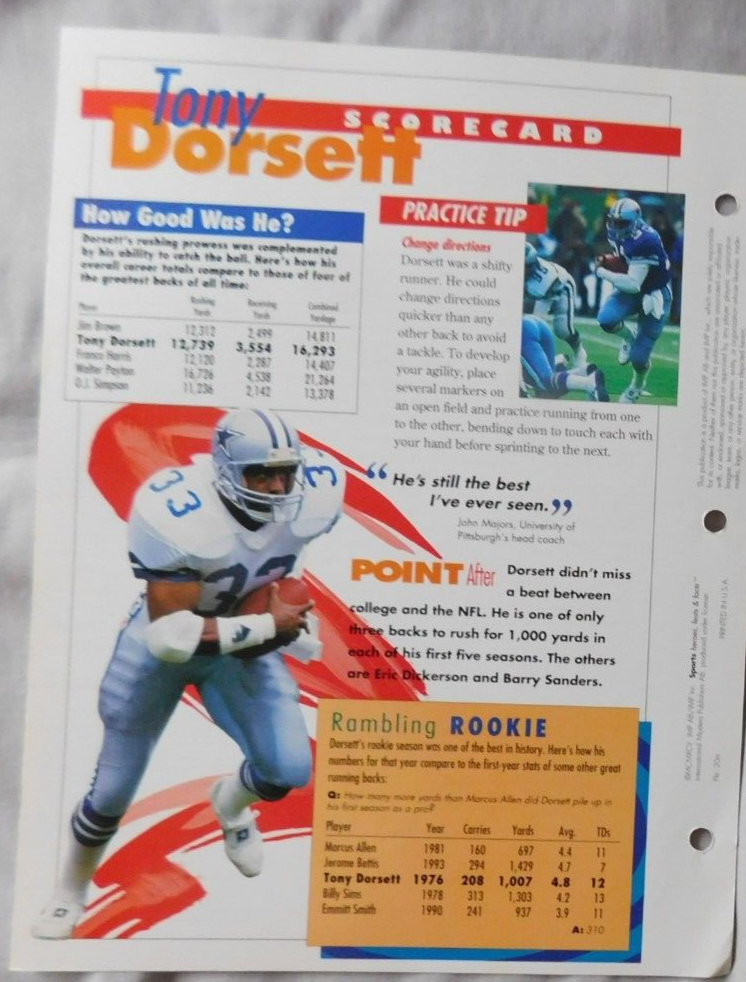 Tony
Dorsett
SCORECARD
How Good Was He?
Dorsett's rushing prowess was complemented
by his ability to catch the ball. Here's how his
overall career totals compare to those of four of
the greatest backs of all time:
Player Rushing Yards Receiving Yards Combined Yardage
Jim Brown 12,312 2,499 14,811
Tony Dorsett 12,739 3,554 16,293
Franco Harris 12,120 2,287 14,407
Walter Payton 16,726 4,538 21,264
O.J. Simpson 11,236 2,142 13,378
PRACTICE TIP
Change directions
Dorsett was a shifty
runner. He could
change directions
quicker than any
other back to avoid
a tackle. To develop
your agility, place
several markers on
an open field and practice running from one
to the other, bending down to touch each with
your hand before sprinting to the next.
“He's still the best
I've ever seen.”
John Majors, University of
Pittsburgh's head coach
POINT After Dorsett didn't miss
a beat between
college and the NFL. He is one of only
three backs to rush for 1,000 yards in
each of his first five seasons. The others
are Eric Dickerson and Barry Sanders.
33
33
3
Rambling ROOKIE
Dorsett's rookie season was one of the best in history. Here's how his
numbers for that year compare to the first-year stats of some other great
running backs:
Q: How many more yards than Marcus Allen did Dorsett pile up in
his first season as a pro?
Player Year Carries Yards Avg. TDs
Marcus Allen 1981 160 697 4.4 11
Jerome Bettis 1993 294 1,429 4.7 7
Tony Dorsett 1976 208 1,007 4.8 12
Billy Sims 1978 313 1,303 4.2 13
Emmitt Smith 1990 241 937 3.9 11
A: 310
Sports heroes, feats & facts™
PRINTED IN U.S.A.